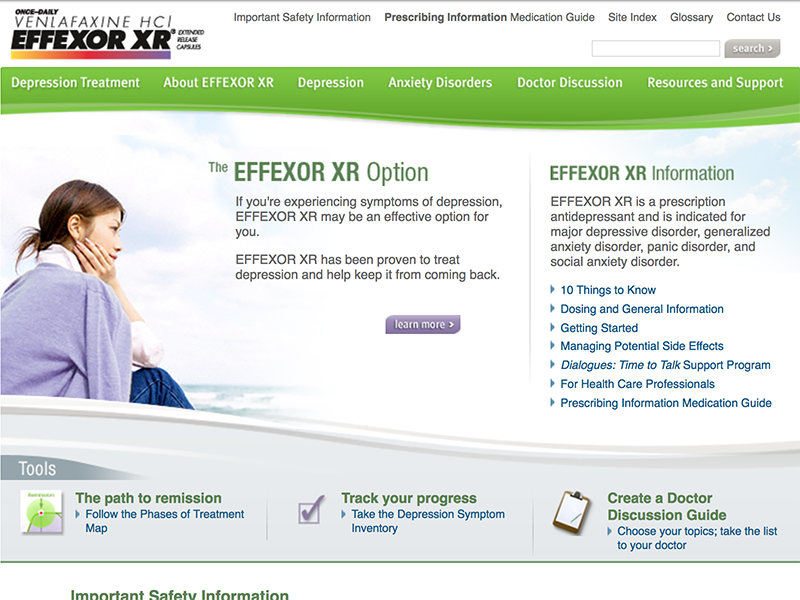 ONCE-DAILY
VENLAFAXINE HCI
EFFEXOR XR® EXTENDED RELEASE CAPSULES
Important Safety Information Prescribing Information Medication Guide Site Index Glossary Contact Us
search >
Depression Treatment About EFFEXOR XR Depression Anxiety Disorders Doctor Discussion Resources and Support
The EFFEXOR XR Option
If you're experiencing symptoms of depression,
EFFEXOR XR may be an effective option for
you.
EFFEXOR XR has been proven to treat
depression and help keep it from coming back.
learn more >
EFFEXOR XR Information
EFFEXOR XR is a prescription
antidepressant and is indicated for
major depressive disorder, generalized
anxiety disorder, panic disorder, and
social anxiety disorder.
10 Things to Know
Dosing and General Information
Getting Started
Managing Potential Side Effects
Dialogues: Time to Talk Support Program
For Health Care Professionals
Prescribing Information Medication Guide
Tools
Remission
The path to remission
Follow the Phases of Treatment
Map
Track your progress
Take the Depression Symptom
Inventory
Create a Doctor
Discussion Guide
Choose your topics; take the list
to your doctor
Important Safety Information